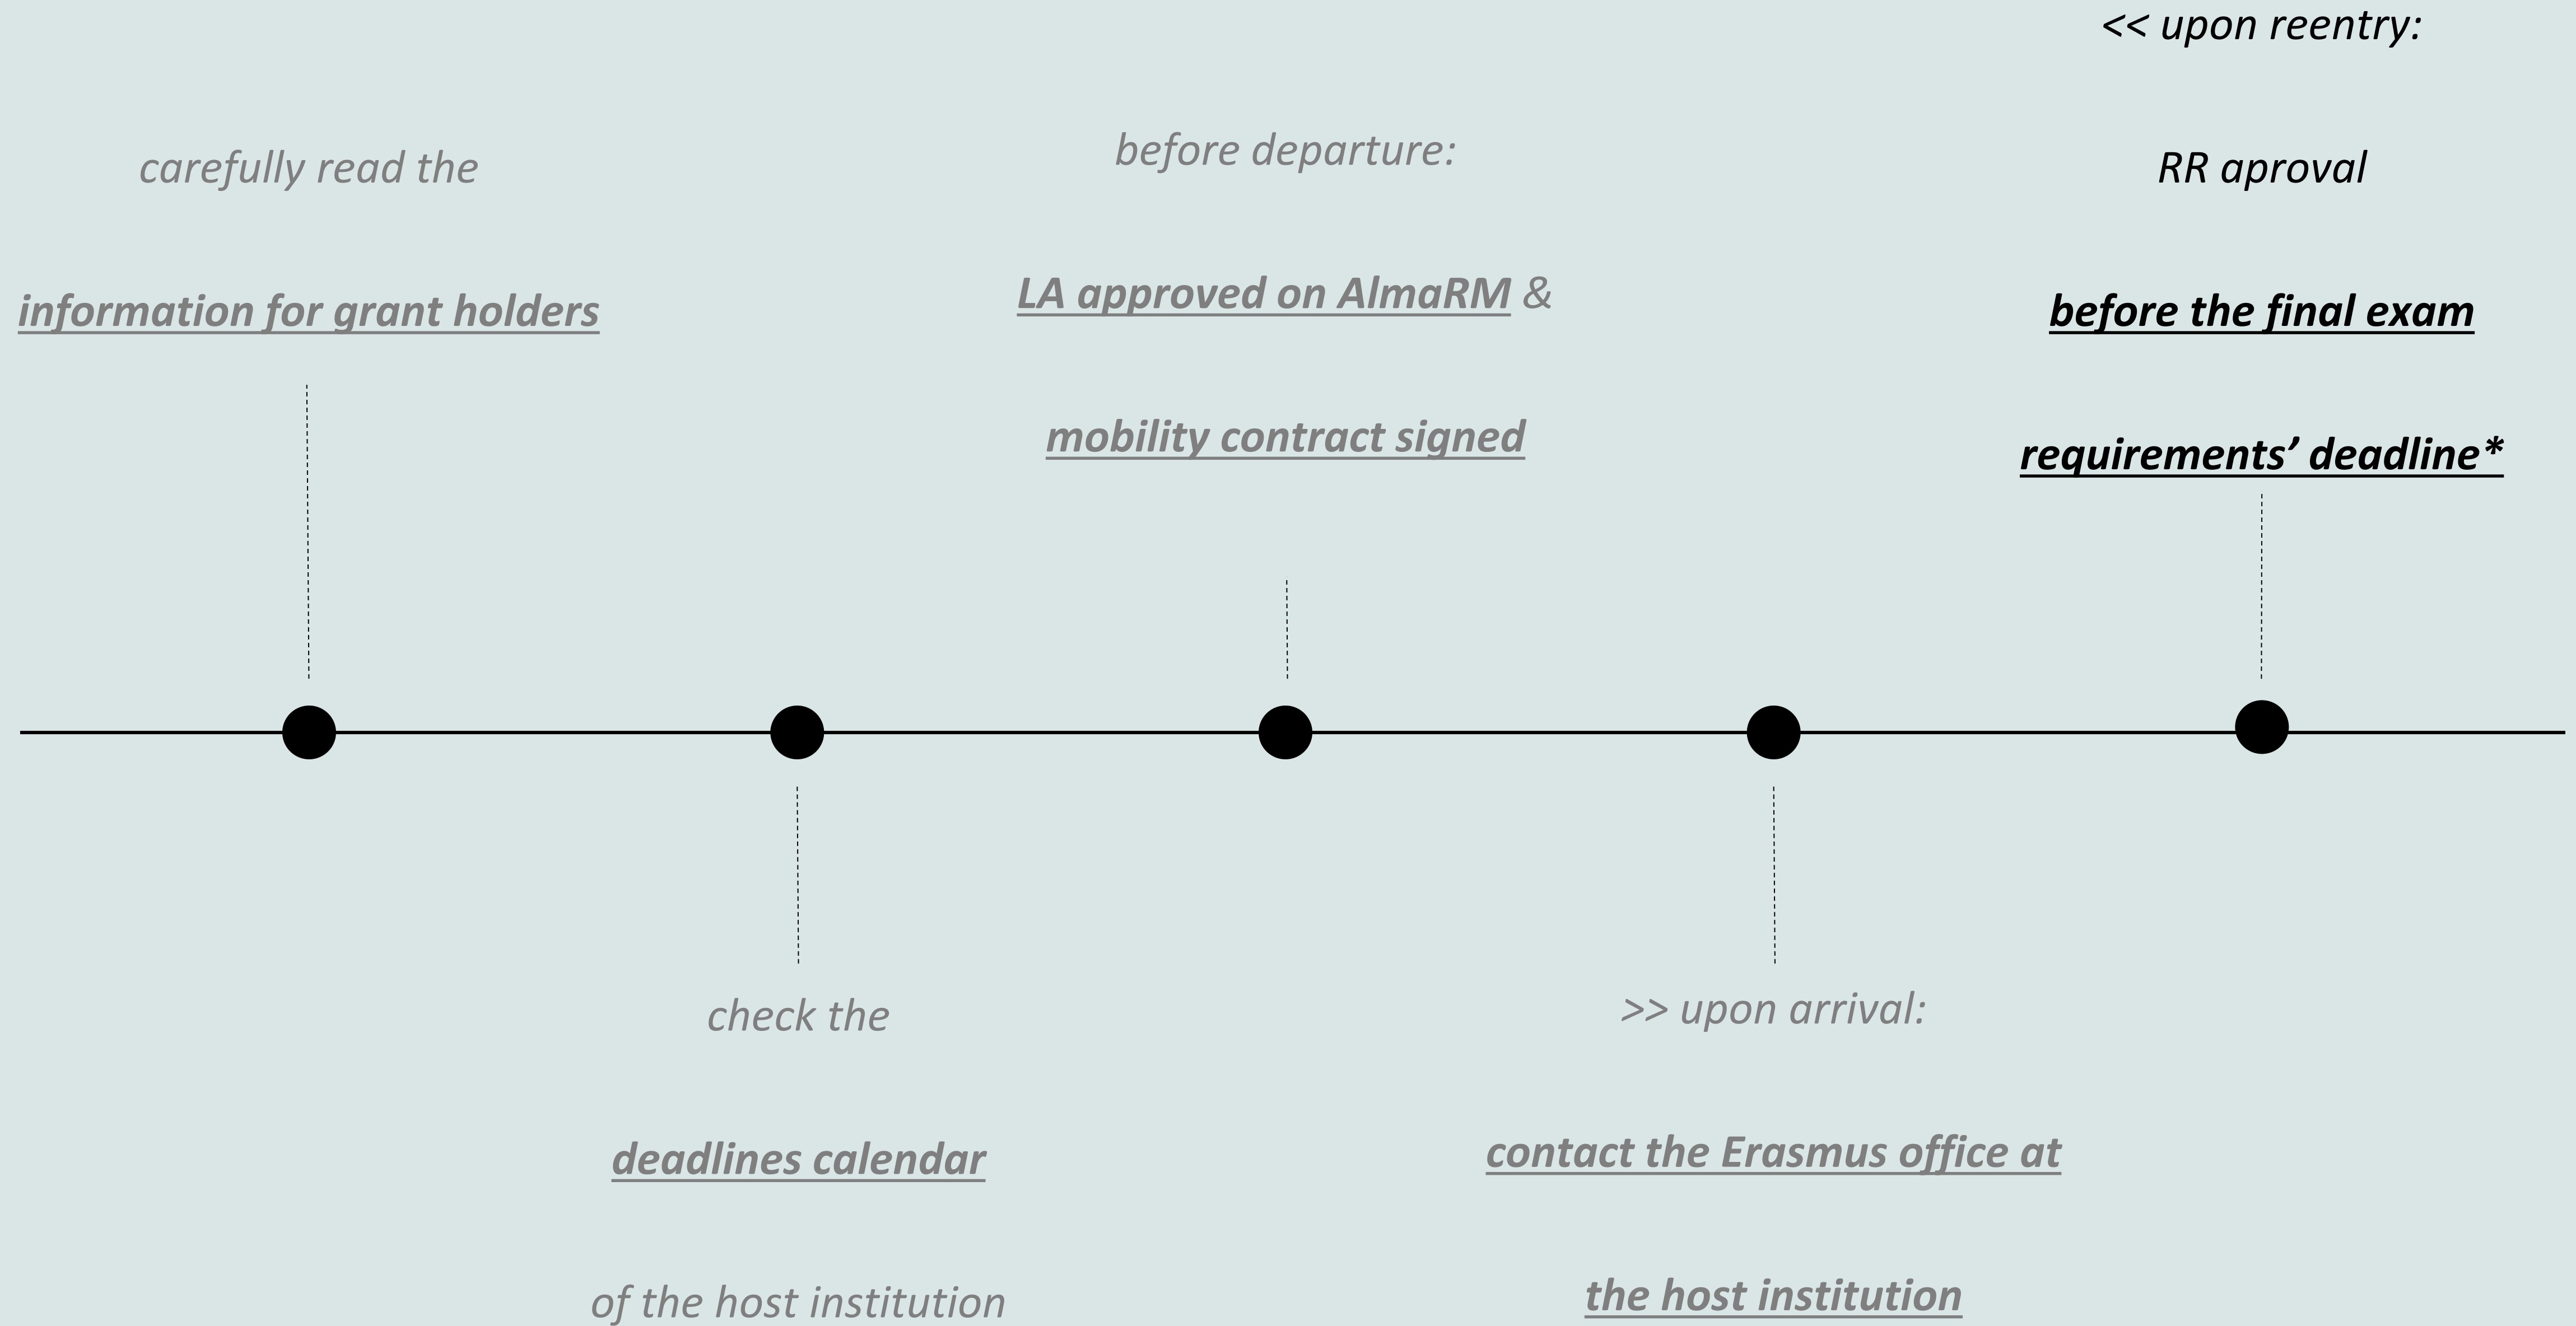 carefully read the
information for grant holders
check the
deadlines calendar
of the host institution
before departure:
LA approved on AlmaRM &
mobility contract signed
>> upon arrival:
contact the Erasmus office at
the host institution
<< upon reentry:
RR aproval
before the final exam
requirements’ deadline*